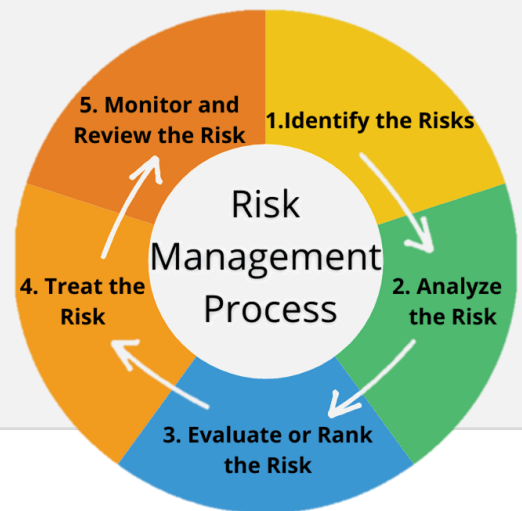 Risk
Management
Process
1.Identify the Risks
2. Analyze
the Risk
3. Evaluate or Rank
the Risk
4. Treat the
Risk
5. Monitor and
Review the Risk